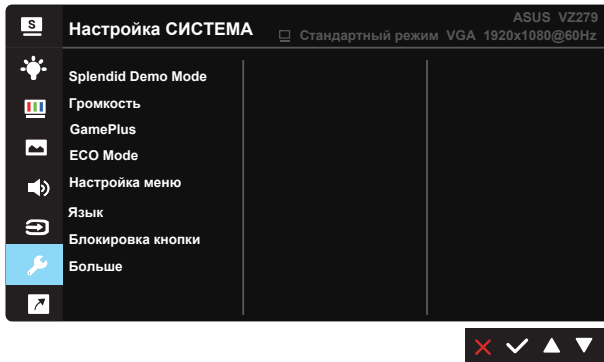 S
ASUS VZ279
Настройка СИСТЕМА
Стандартный режим VGA 1920x1080@60Hz
Splendid Demo Mode
Громкость
GamePlus
ECO Mode
Настройка меню
Язык
Блокировка кнопки
Больше